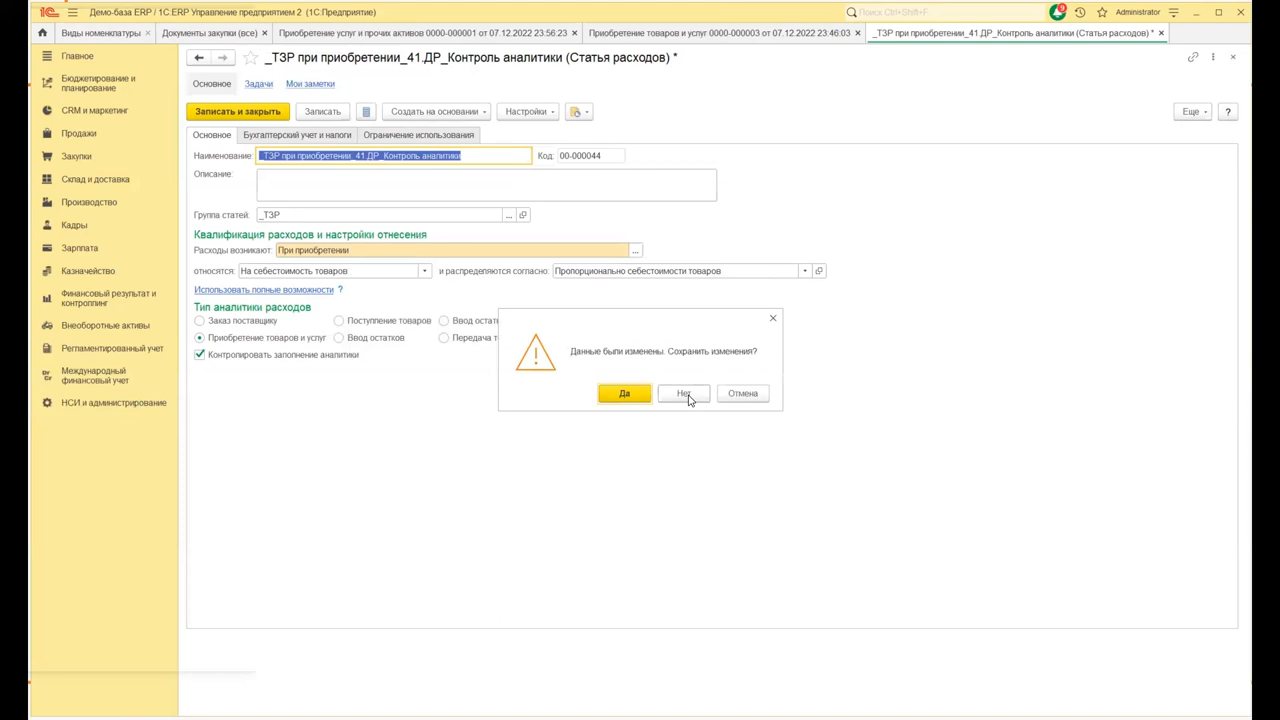 Демо-база ERP / 1С:ERP Управление предприятием 2 (1С:Предприятие)
Поиск Ctrl+Shift+F
Administrator
Виды номенклатуры ×
Документы закупки (все) ×
Приобретение услуг и прочих активов 0000-000001 от 07.12.2022 23:56:23 ×
Приобретение товаров и услуг 0000-000003 от 07.12.2022 23:46:03 ×
_ТЗР при приобретении_41.ДР_Контроль аналитики (Статья расходов) * ×
Главное
Бюджетирование и
планирование
CRM и маркетинг
Продажи
Закупки
Склад и доставка
Производство
Кадры
Зарплата
Казначейство
Финансовый результат и
контроллинг
Внеоборотные активы
Регламентированный учет
Международный
финансовый учет
НСИ и администрирование
_ТЗР при приобретении_41.ДР_Контроль аналитики (Статья расходов) *
Основное Задачи Мои заметки
Записать и закрыть Записать Создать на основании Настройки Еще ?
Основное Бухгалтерский учет и налоги Ограничение использования
Наименование: _ТЗР при приобретении_41.ДР_Контроль аналитики Код: 00-000044
Описание:
Группа статей: _ТЗР ...
Квалификация расходов и настройки отнесения
Расходы возникают: При приобретении ...
относятся: На себестоимость товаров и распределяются согласно: Пропорционально себестоимости товаров
Использовать полные возможности ?
Тип аналитики расходов
Заказ поставщику Поступление товаров Ввод остатк
Приобретение товаров и услуг Ввод остатков Передача т
Контролировать заполнение аналитики
Данные были изменены. Сохранить изменения?
Да Нет Отмена